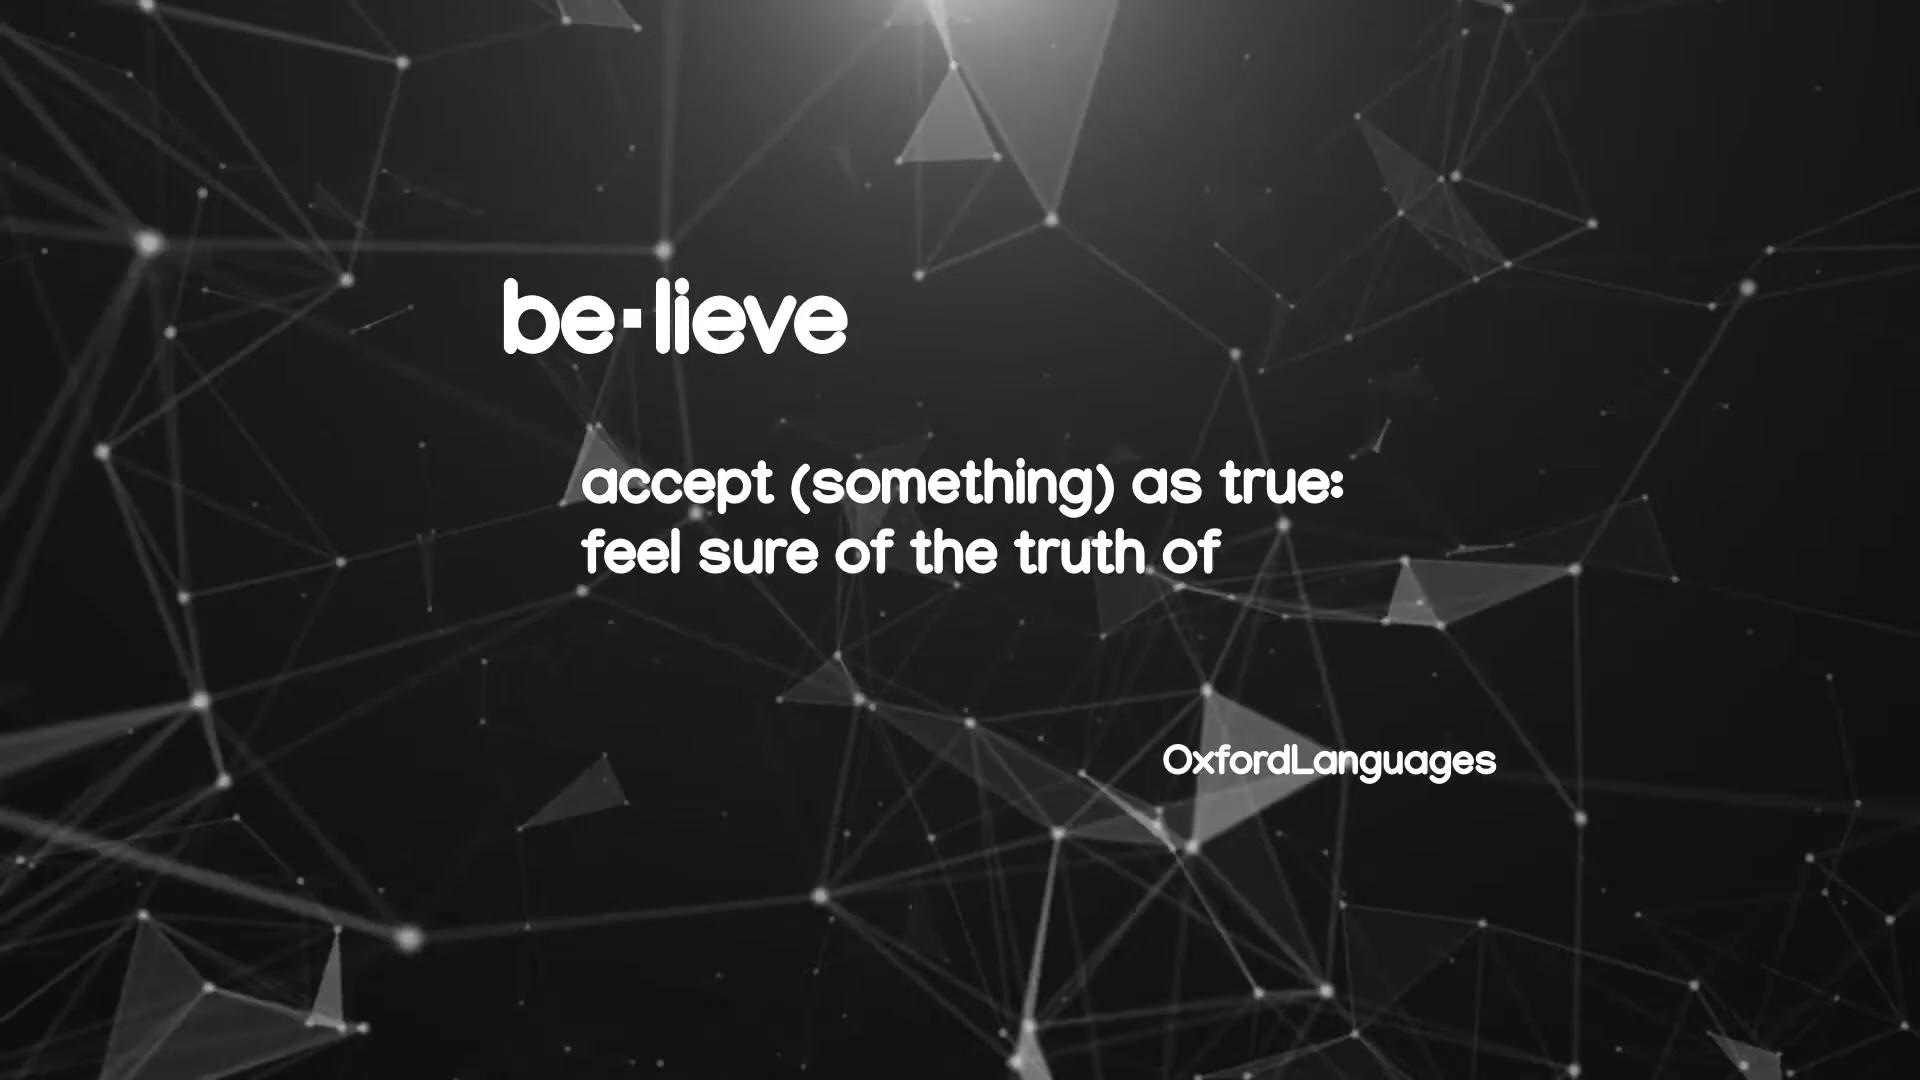 be·lieve
accept (something) as true:
feel sure of the truth of
OxfordLanguages